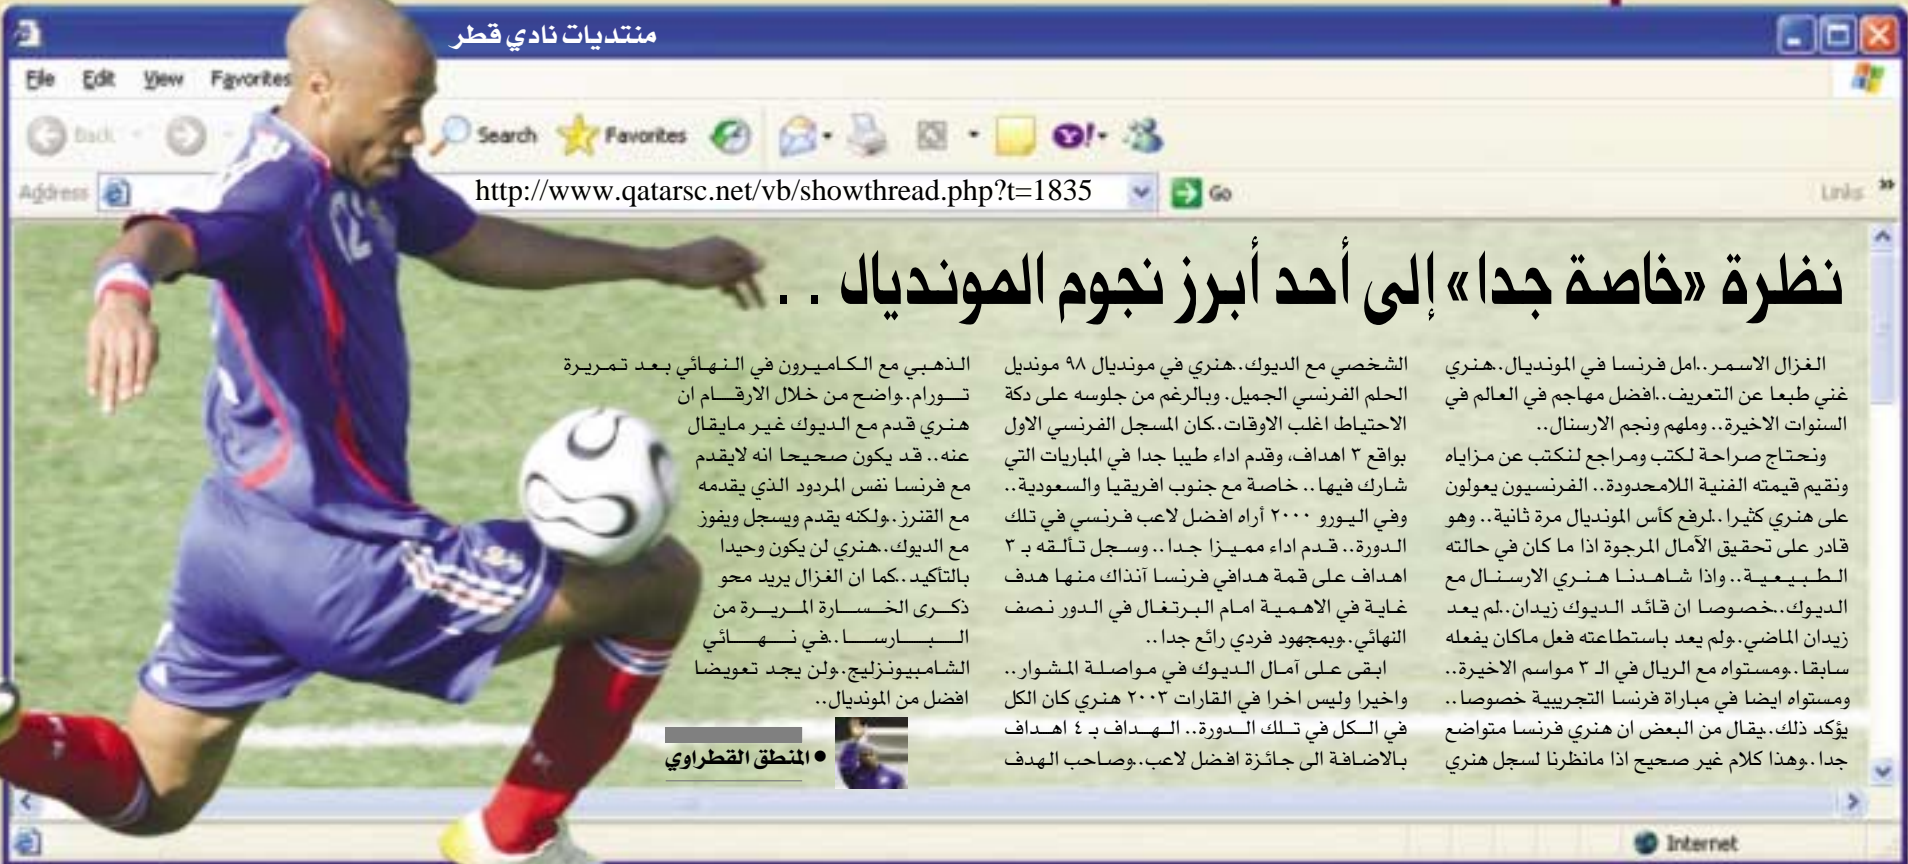 منتديات نادي قطر
File Edit View Favorites
Back Search Favorites
Address http://www.qatarsc.net/vb/showthread.php?t=1835 Go Links »
نظرة «خاصة جدا» إلى أحد أبرز نجوم المونديال . .
الغزال الاسمر..امل فرنسا في المونديال..هنري
غني طبعا عن التعريف..افضل مهاجم في العالم في
السنوات الاخيرة.. وملهم ونجم الارسنال..
ونحتاج صراحة لكتب ومراجع لنكتب عن مزاياه
ونقيم قيمته الفنية اللامحدودة.. الفرنسيون يعولون
على هنري كثيرا..لرفع كأس المونديال مرة ثانية.. وهو
قادر على تحقيق الآمال المرجوة اذا ما كان في حالته
الطبيعية.. واذا شاهدنا هنري الارسنال مع
الديوك..خصوصا ان قائد الديوك زيدان..لم يعد
زيدان الماضي..ولم يعد باستطاعته فعل ماكان يفعله
سابقا..ومستواه مع الريال في الـ ٣ مواسم الاخيرة..
ومستواه ايضا في مباراة فرنسا التجريبية خصوصا..
يؤكد ذلك..يقال من البعض ان هنري فرنسا متواضع
جدا..وهذا كلام غير صحيح اذا مانظرنا لسجل هنري
الشخصي مع الديوك..هنري في مونديال ٩٨ مونديل
الحلم الفرنسي الجميل. وبالرغم من جلوسه على دكة
الاحتياط اغلب الاوقات..كان المسجل الفرنسي الاول
بواقع ٣ اهداف، وقدم اداء طيبا جدا في المباريات التي
شارك فيها.. خاصة مع جنوب افريقيا والسعودية..
وفي اليورو ٢٠٠٠ أراه افضل لاعب فرنسي في تلك
الدورة.. قدم اداء مميزا جدا.. وسجل تألقه بـ ٣
اهداف على قمة هدافي فرنسا آنذاك منها هدف
غاية في الاهمية امام البرتغال في الدور نصف
النهائي..وبمجهود فردي رائع جدا..
ابقى على آمال الديوك في مواصلة المشوار..
واخيرا وليس اخرا في القارات ٢٠٠٣ هنري كان الكل
في الكل في تلك الدورة.. الهداف بـ ٤ اهداف
بالاضافة الى جائزة افضل لاعب..وصاحب الهدف
الذهبي مع الكاميرون في النهائي بعد تمريرة
تورام..واضح من خلال الارقام ان
هنري قدم مع الديوك غير مايقال
عنه.. قد يكون صحيحا انه لايقدم
مع فرنسا نفس المردود الذي يقدمه
مع القنرز..ولكنه يقدم ويسجل ويفوز
مع الديوك..هنري لن يكون وحيدا
بالتأكيد..كما ان الغزال يريد محو
ذكرى الخسارة المريرة من
البارسا..في نهائي
الشامبيونزليج..ولن يجد تعويضا
افضل من المونديال..
● المنطق القطراوي
12
Internet